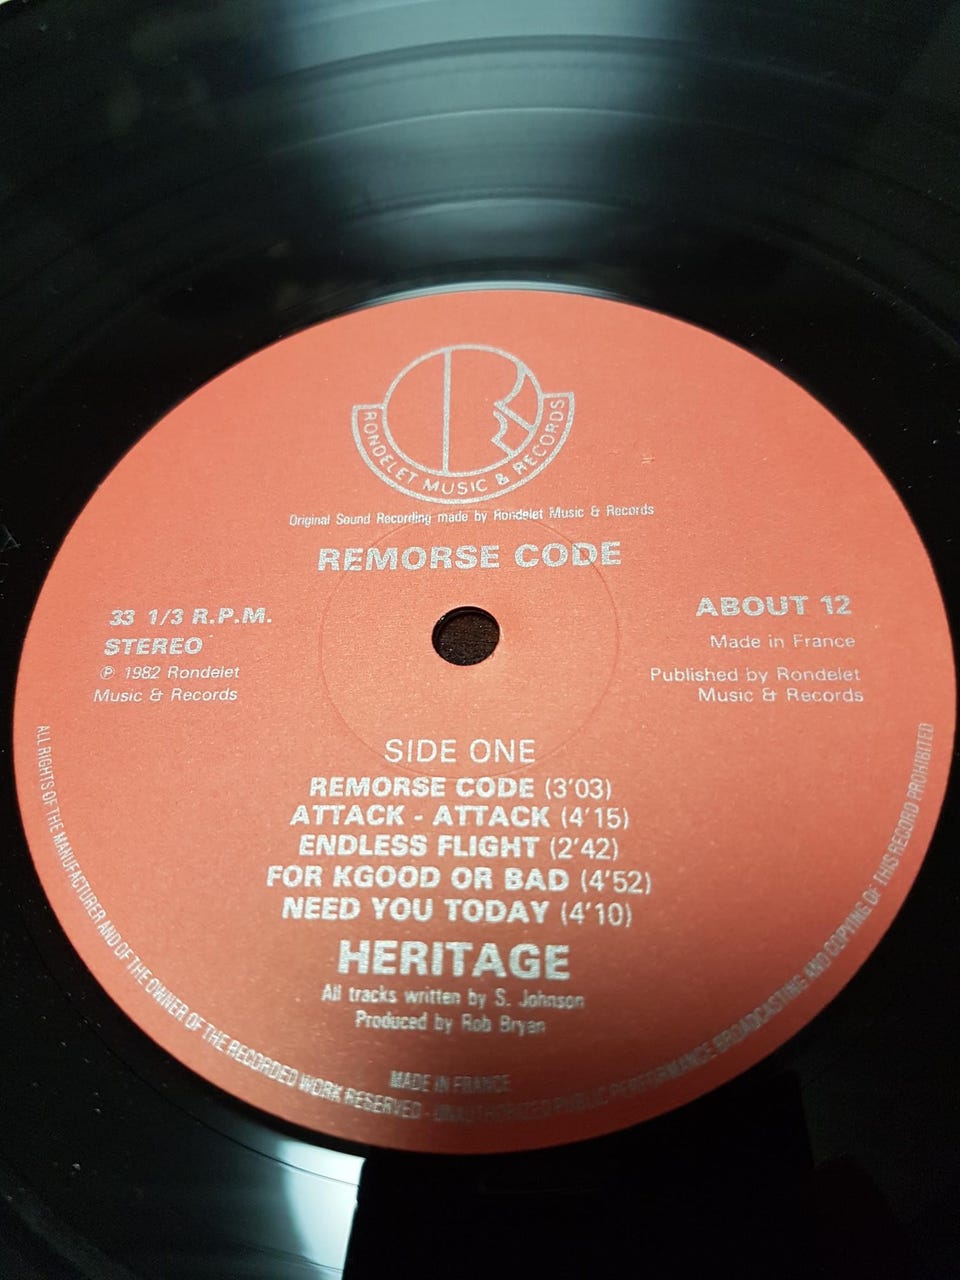 R
RONDELET MUSIC & RECORDS
Original Sound Recording made by Rondelet Music & Records
REMORSE CODE
33 1/3 R.P.M.
STEREO
℗ 1982 Rondelet
Music & Records
ABOUT 12
Made in France
Published by Rondelet
Music & Records
SIDE ONE
REMORSE CODE (3'03)
ATTACK - ATTACK (4'15)
ENDLESS FLIGHT (2'42)
FOR KGOOD OR BAD (4'52)
NEED YOU TODAY (4'10)
HERITAGE
All tracks written by S. Johnson
Produced by Rob Bryan
MADE IN FRANCE
ALL RIGHTS OF THE MANUFACTURER AND OF THE OWNER OF THE RECORDED WORK RESERVED - UNAUTHORIZED PUBLIC PERFORMANCE BROADCASTING AND COPYING OF THIS RECORD PROHIBITED